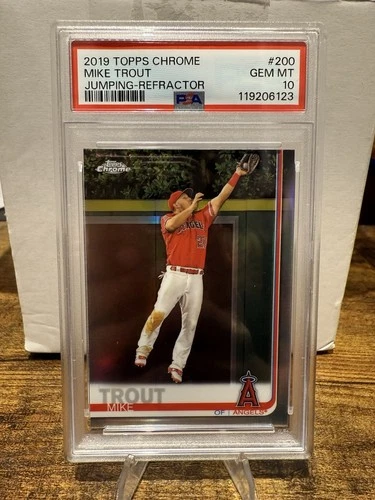 2019 TOPPS CHROME #200
MIKE TROUT GEM MT
JUMPING-REFRACTOR 10
PSA 119206123
Topps
Chrome
TROUT
MIKE
A
OF | ANGELS